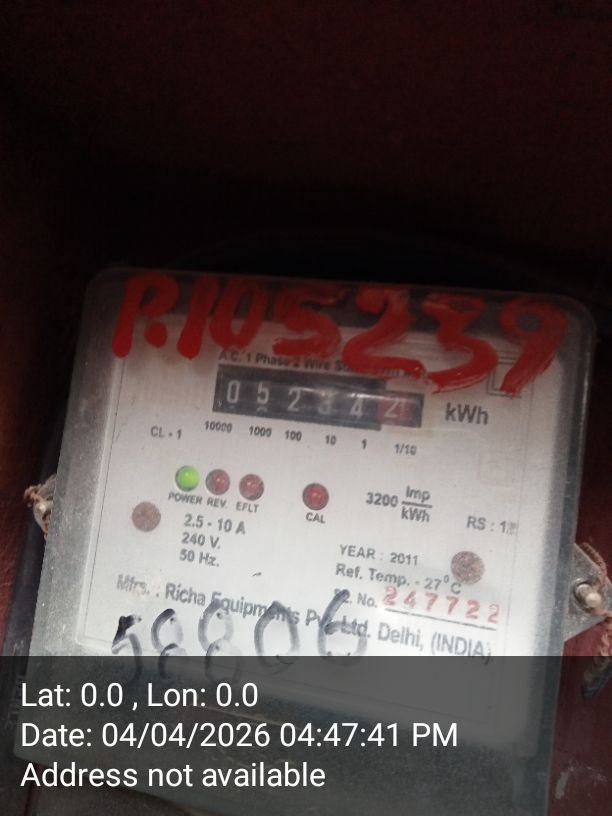 P.105239
A.C. 1 Phase 2 Wire
0 5 2 3 4 2 kWh
CL - 1 10000 1000 100 10 1 1/10
POWER REV. EFLT CAL
3200 Imp/kWh
RS : 1
2.5 - 10 A
240 V.
50 Hz.
YEAR : 2011
Ref. Temp. - 27°C
No. 247722
Mfrs. : Richa Equipments Pvt. Ltd. Delhi, (INDIA)
58806
Lat: 0.0 , Lon: 0.0
Date: 04/04/2026 04:47:41 PM
Address not available